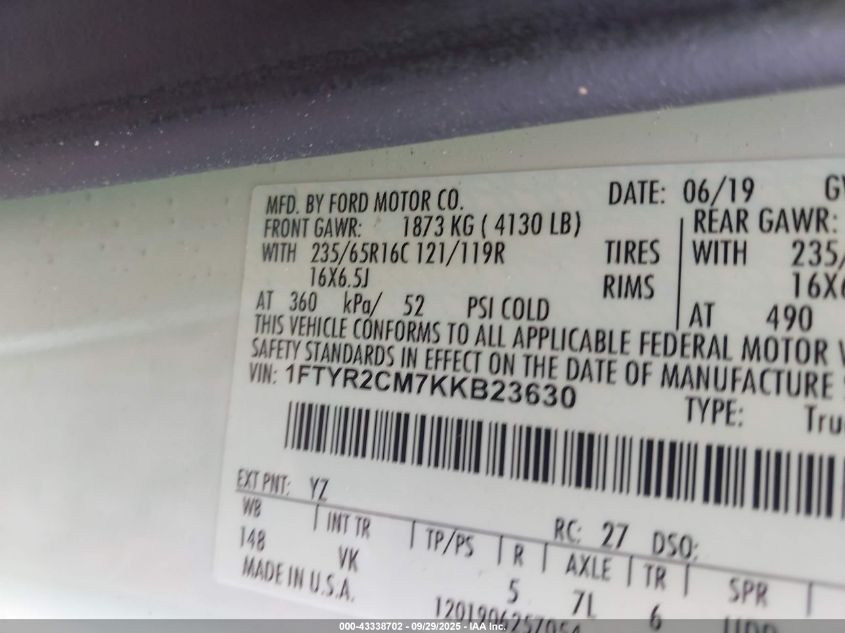 MFD. BY FORD MOTOR CO. DATE: 06/19
FRONT GAWR: 1873 KG ( 4130 LB) REAR GAWR:
WITH 235/65R16C 121/119R TIRES WITH 235/
16X6.5J RIMS 16X6
AT 360 kPa/ 52 PSI COLD AT 490
THIS VEHICLE CONFORMS TO ALL APPLICABLE FEDERAL MOTOR
SAFETY STANDARDS IN EFFECT ON THE DATE OF MANUFACTURE
VIN: 1FTYR2CM7KKB23630 TYPE: Tru
EXT PNT: YZ RC: 27 DSO:
WB INT TR TP/PS R AXLE TR SPR
148 VK 5 7L 6
MADE IN U.S.A.
000-43338702 - 09/29/2025 - IAA Inc.